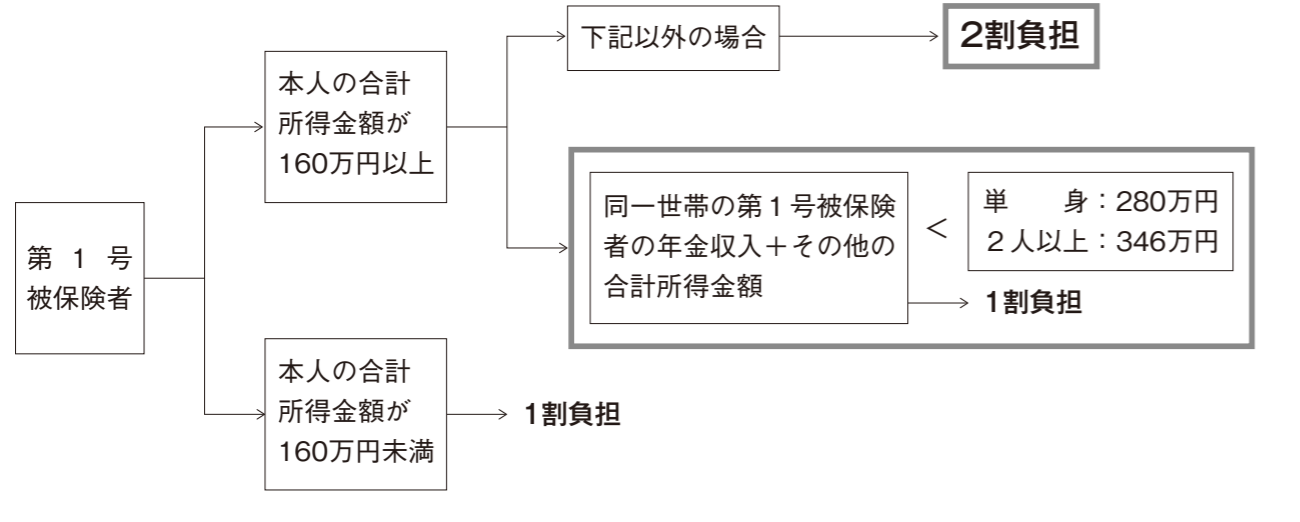 第1号
被保険者
本人の合計
所得金額が
160万円以上
下記以外の場合
2割負担
同一世帯の第1号被保険
者の年金収入＋その他の
合計所得金額
＜
単　　身：280万円
2人以上：346万円
1割負担
本人の合計
所得金額が
160万円未満
1割負担